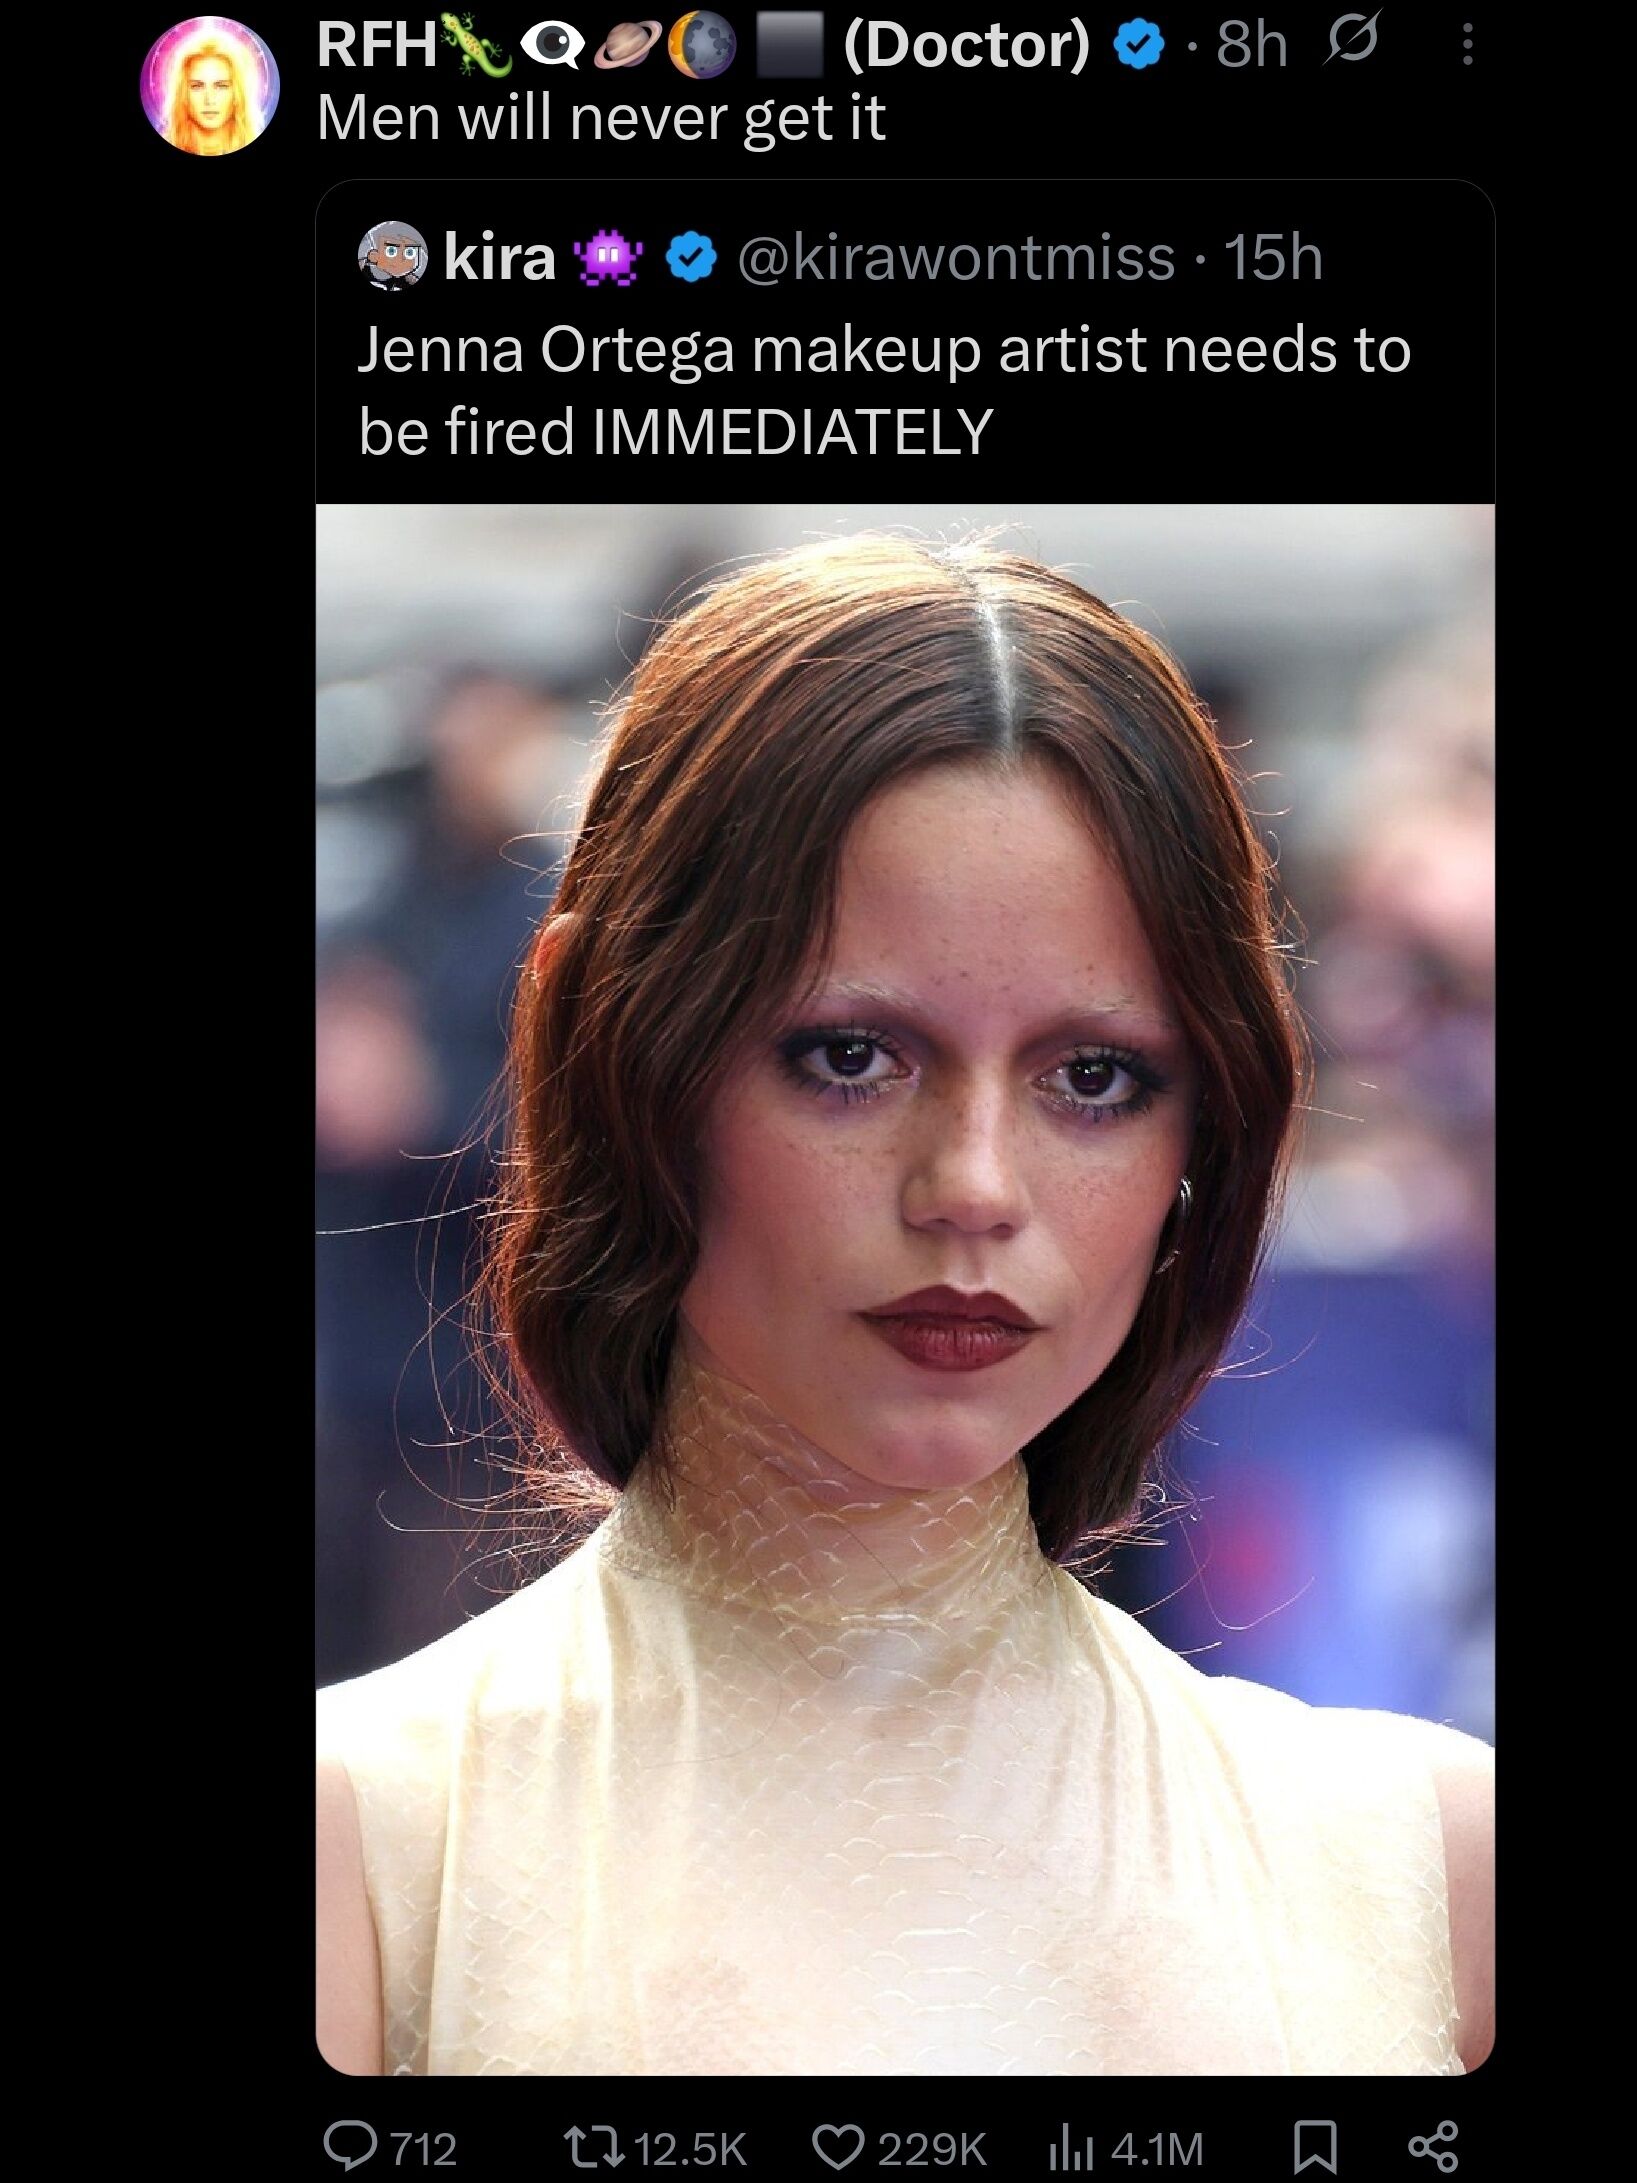 RFH🦎👁️🪐🌖⬛ (Doctor) · 8h
Men will never get it
kira 👾 @kirawontmiss · 15h
Jenna Ortega makeup artist needs to
be fired IMMEDIATELY
712 12.5K 229K 4.1M